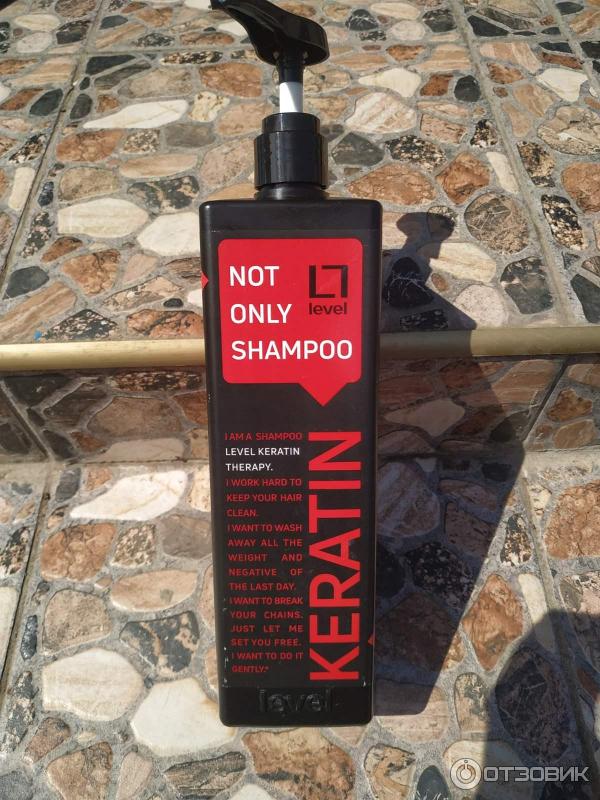 NOT
ONLY
SHAMPOO
level
I AM A SHAMPOO
LEVEL KERATIN
THERAPY.
I WORK HARD TO
KEEP YOUR HAIR
CLEAN.
I WANT TO WASH
AWAY ALL THE
WEIGHT AND
NEGATIVE OF
THE LAST DAY.
I WANT TO BREAK
YOUR CHAINS.
JUST LET ME
SET YOU FREE.
I WANT TO DO IT
GENTLY.*
KERATIN
level
ОТЗОВИК